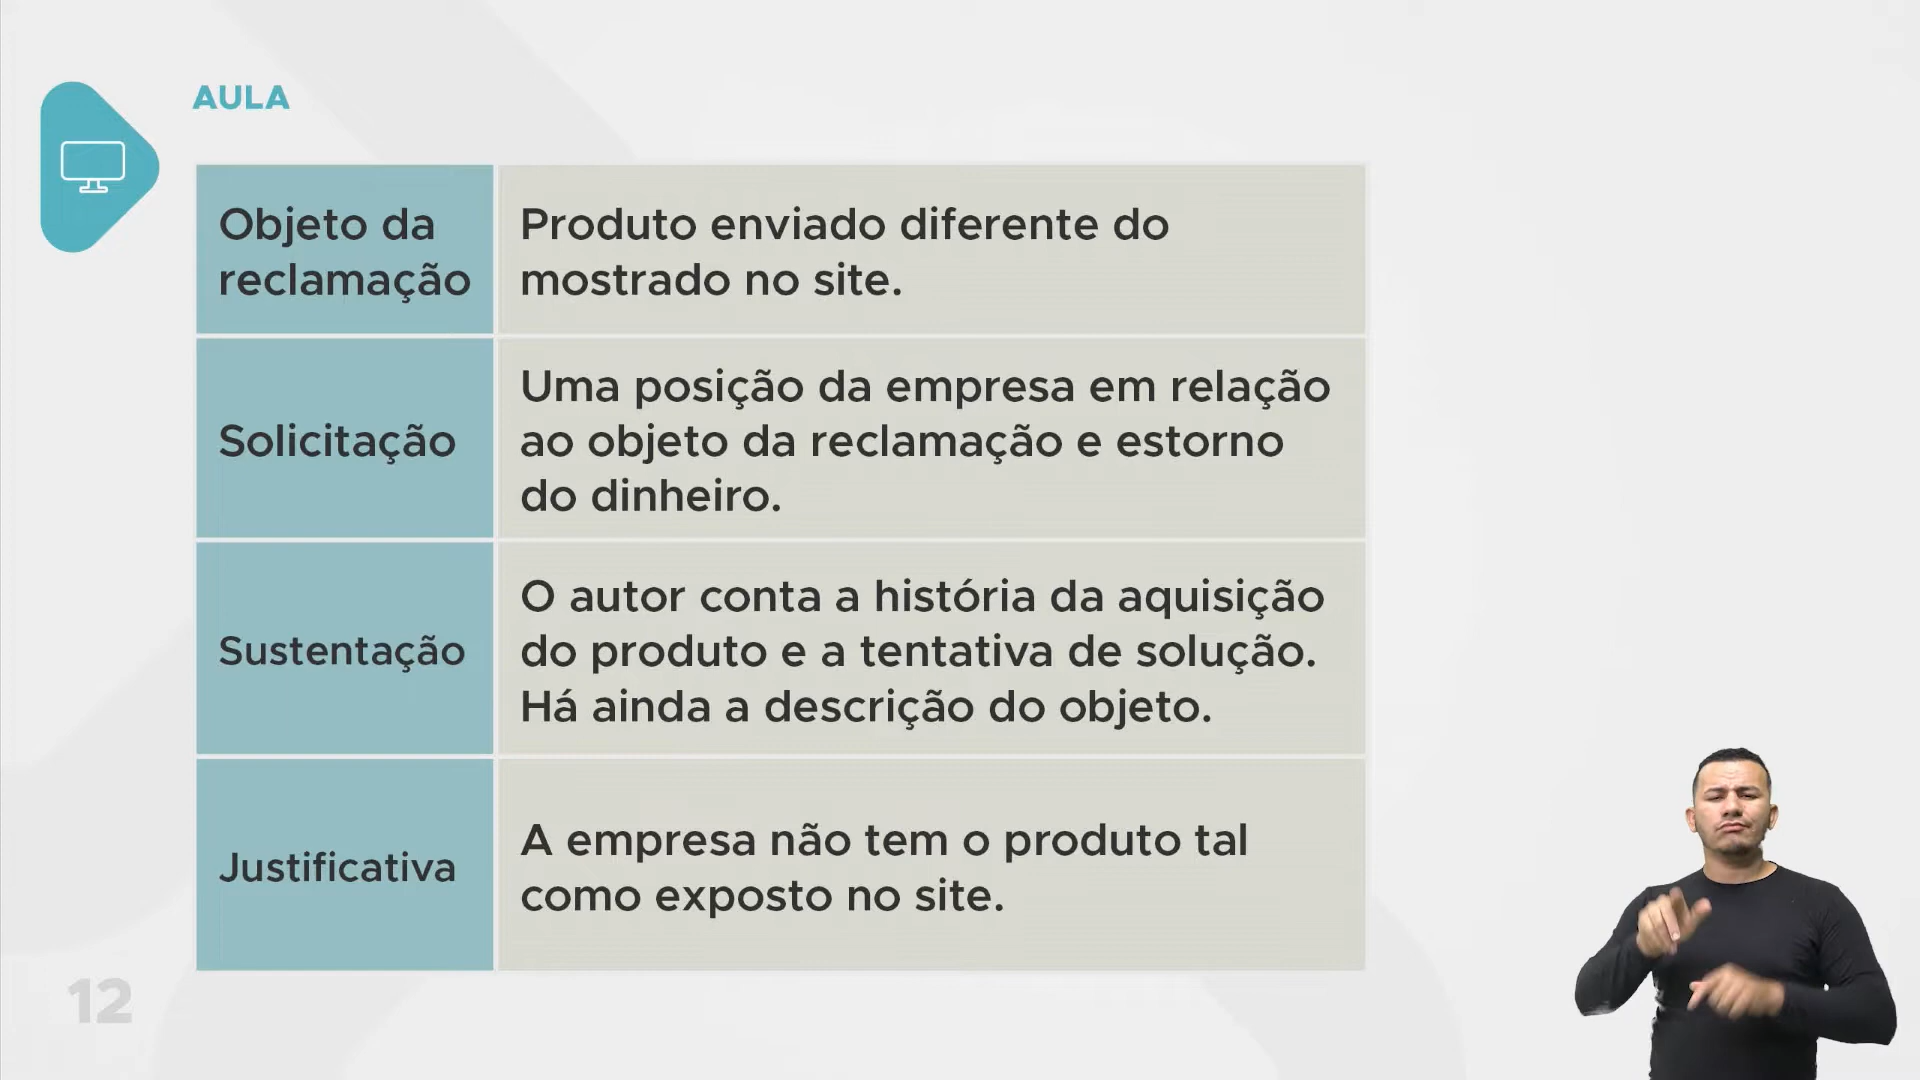 AULA
Objeto da
reclamação
Produto enviado diferente do
mostrado no site.
Solicitação
Uma posição da empresa em relação
ao objeto da reclamação e estorno
do dinheiro.
Sustentação
O autor conta a história da aquisição
do produto e a tentativa de solução.
Há ainda a descrição do objeto.
Justificativa
A empresa não tem o produto tal
como exposto no site.
12